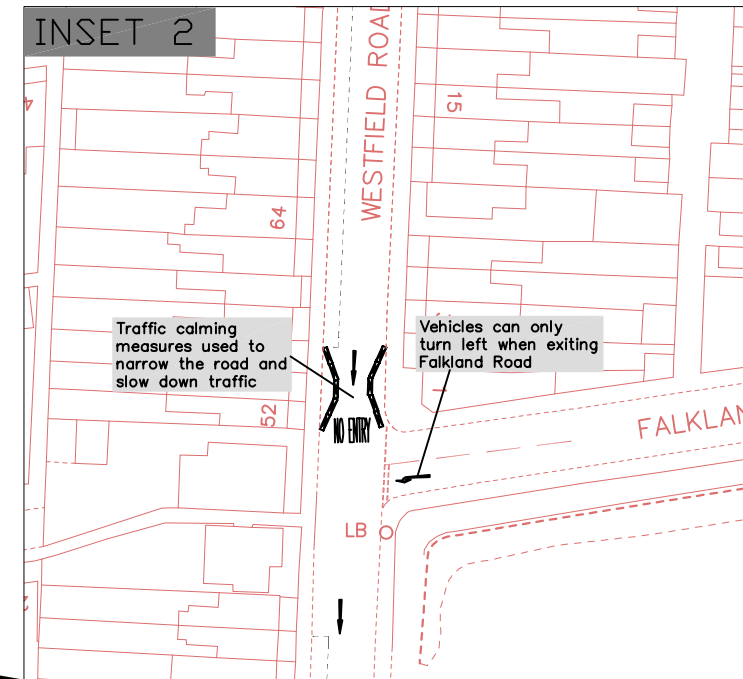 INSET 2
WESTFIELD ROAD
15
64
Traffic calming
measures used to
narrow the road and
slow down traffic
Vehicles can only
turn left when exiting
Falkland Road
1
52
NO ENTRY
FALKLAN
LB